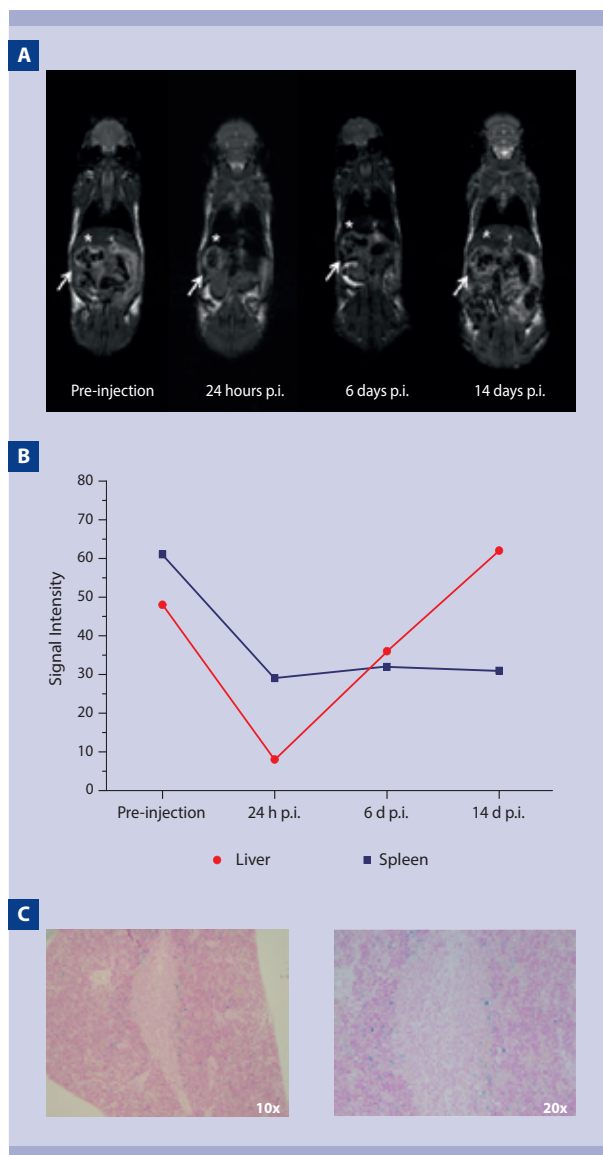 A
Pre-injection 24 hours p.i. 6 days p.i. 14 days p.i.
B
80
70
60
50
40
30
20
10
0
Signal Intensity
Pre-injection 24 h p.i. 6 d p.i. 14 d p.i.
Liver Spleen
C
10x 20x